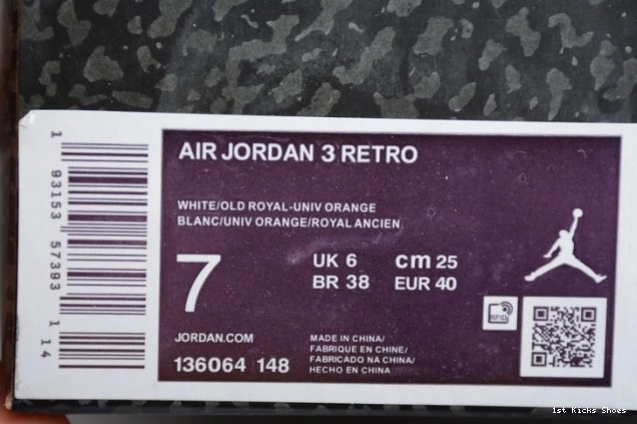 AIR JORDAN 3 RETRO
WHITE/OLD ROYAL-UNIV ORANGE
BLANC/UNIV ORANGE/ROYAL ANCIEN
7
UK 6 cm 25
BR 38 EUR 40
RFID
JORDAN.COM
136064 148
MADE IN CHINA/
FABRIQUE EN CHINE/
FABRICADO NA CHINA/
HECHO EN CHINA
1 93153 57393 1 14
1st Kicks Shoes